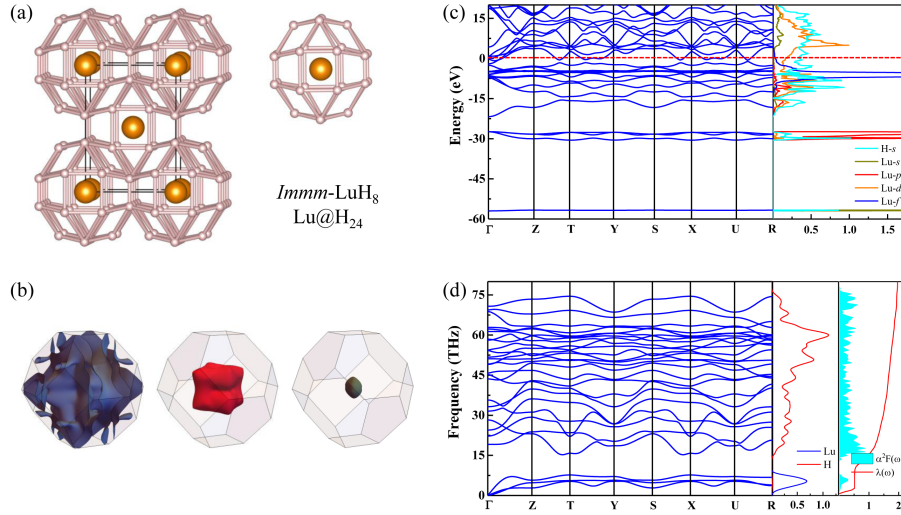 (a)
Immm-LuH₈
Lu@H₂₄
(b)
(c)
Energy (eV)
15
0
-15
-30
-45
-60
Γ Z T Y S X U R 0.5 1.0 1.5
H-s
Lu-s
Lu-p
Lu-d
Lu-f
(d)
Frequency (THz)
75
60
45
30
15
0
Γ Z T Y S X U R 0.5 1.0 1 2
Lu
H
α²F(ω
λ(ω)